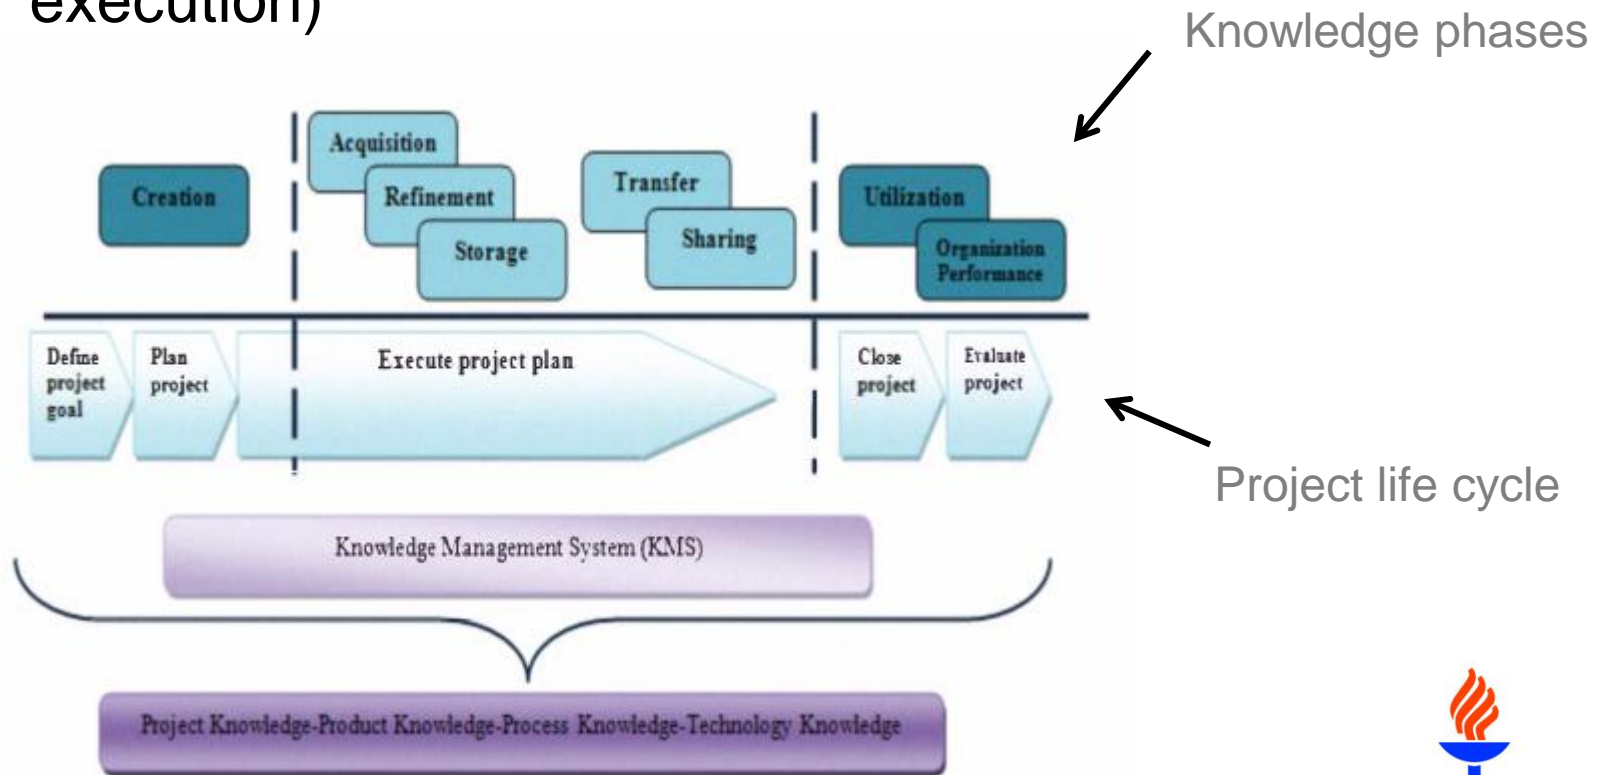 execution)
Knowledge phases
Acquisition
Creation
Refinement
Storage
Transfer
Sharing
Utilization
Organization
Performance
Define
project
goal
Plan
project
Execute project plan
Close
project
Evaluate
project
Project life cycle
Knowledge Management System (KMS)
Project Knowledge-Product Knowledge-Process Knowledge-Technology Knowledge